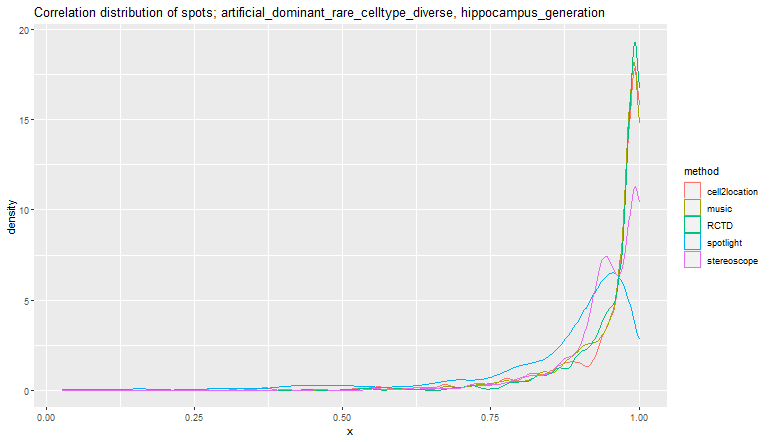 Correlation distribution of spots; artificial_dominant_rare_celltype_diverse, hippocampus_generation
20
15
10
5
0
density
0.00 0.25 0.50 0.75 1.00
x
method
cell2location
music
RCTD
spotlight
stereoscope